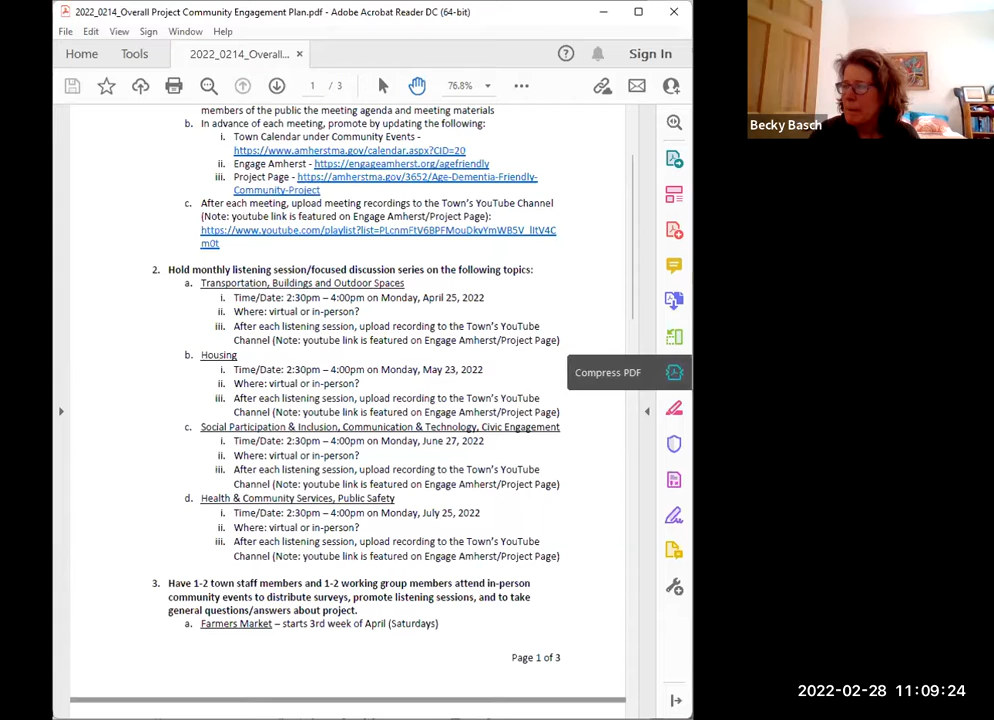 2022_0214_Overall Project Community Engagement Plan.pdf - Adobe Acrobat Reader DC (64-bit)
File Edit View Sign Window Help
Home Tools 2022_0214_Overall... × Sign In
1 / 3 76.8%
members of the public the meeting agenda and meeting materials
b. In advance of each meeting, promote by updating the following:
i. Town Calendar under Community Events -
https://www.amherstma.gov/calendar.aspx?CID=20
ii. Engage Amherst - https://engageamherst.org/agefriendly
iii. Project Page - https://amherstma.gov/3652/Age-Dementia-Friendly-
Community-Project
c. After each meeting, upload meeting recordings to the Town's YouTube Channel
(Note: youtube link is featured on Engage Amherst/Project Page):
m0t
2. Hold monthly listening session/focused discussion series on the following topics:
a. Transportation, Buildings and Outdoor Spaces
i. Time/Date: 2:30pm – 4:00pm on Monday, April 25, 2022
ii. Where: virtual or in-person?
iii. After each listening session, upload recording to the Town's YouTube
Channel (Note: youtube link is featured on Engage Amherst/Project Page)
b. Housing
i. Time/Date: 2:30pm – 4:00pm on Monday, May 23, 2022
ii. Where: virtual or in-person?
iii. After each listening session, upload recording to the Town's YouTube
Channel (Note: youtube link is featured on Engage Amherst/Project Page)
c. Social Participation & Inclusion, Communication & Technology, Civic Engagement
i. Time/Date: 2:30pm – 4:00pm on Monday, June 27, 2022
ii. Where: virtual or in-person?
iii. After each listening session, upload recording to the Town's YouTube
Channel (Note: youtube link is featured on Engage Amherst/Project Page)
d. Health & Community Services, Public Safety
i. Time/Date: 2:30pm – 4:00pm on Monday, July 25, 2022
ii. Where: virtual or in-person?
iii. After each listening session, upload recording to the Town's YouTube
Channel (Note: youtube link is featured on Engage Amherst/Project Page)
3. Have 1-2 town staff members and 1-2 working group members attend in-person
community events to distribute surveys, promote listening sessions, and to take
general questions/answers about project.
a. Farmers Market – starts 3rd week of April (Saturdays)
Page 1 of 3
Compress PDF
Becky Basch
2022-02-28 11:09:24